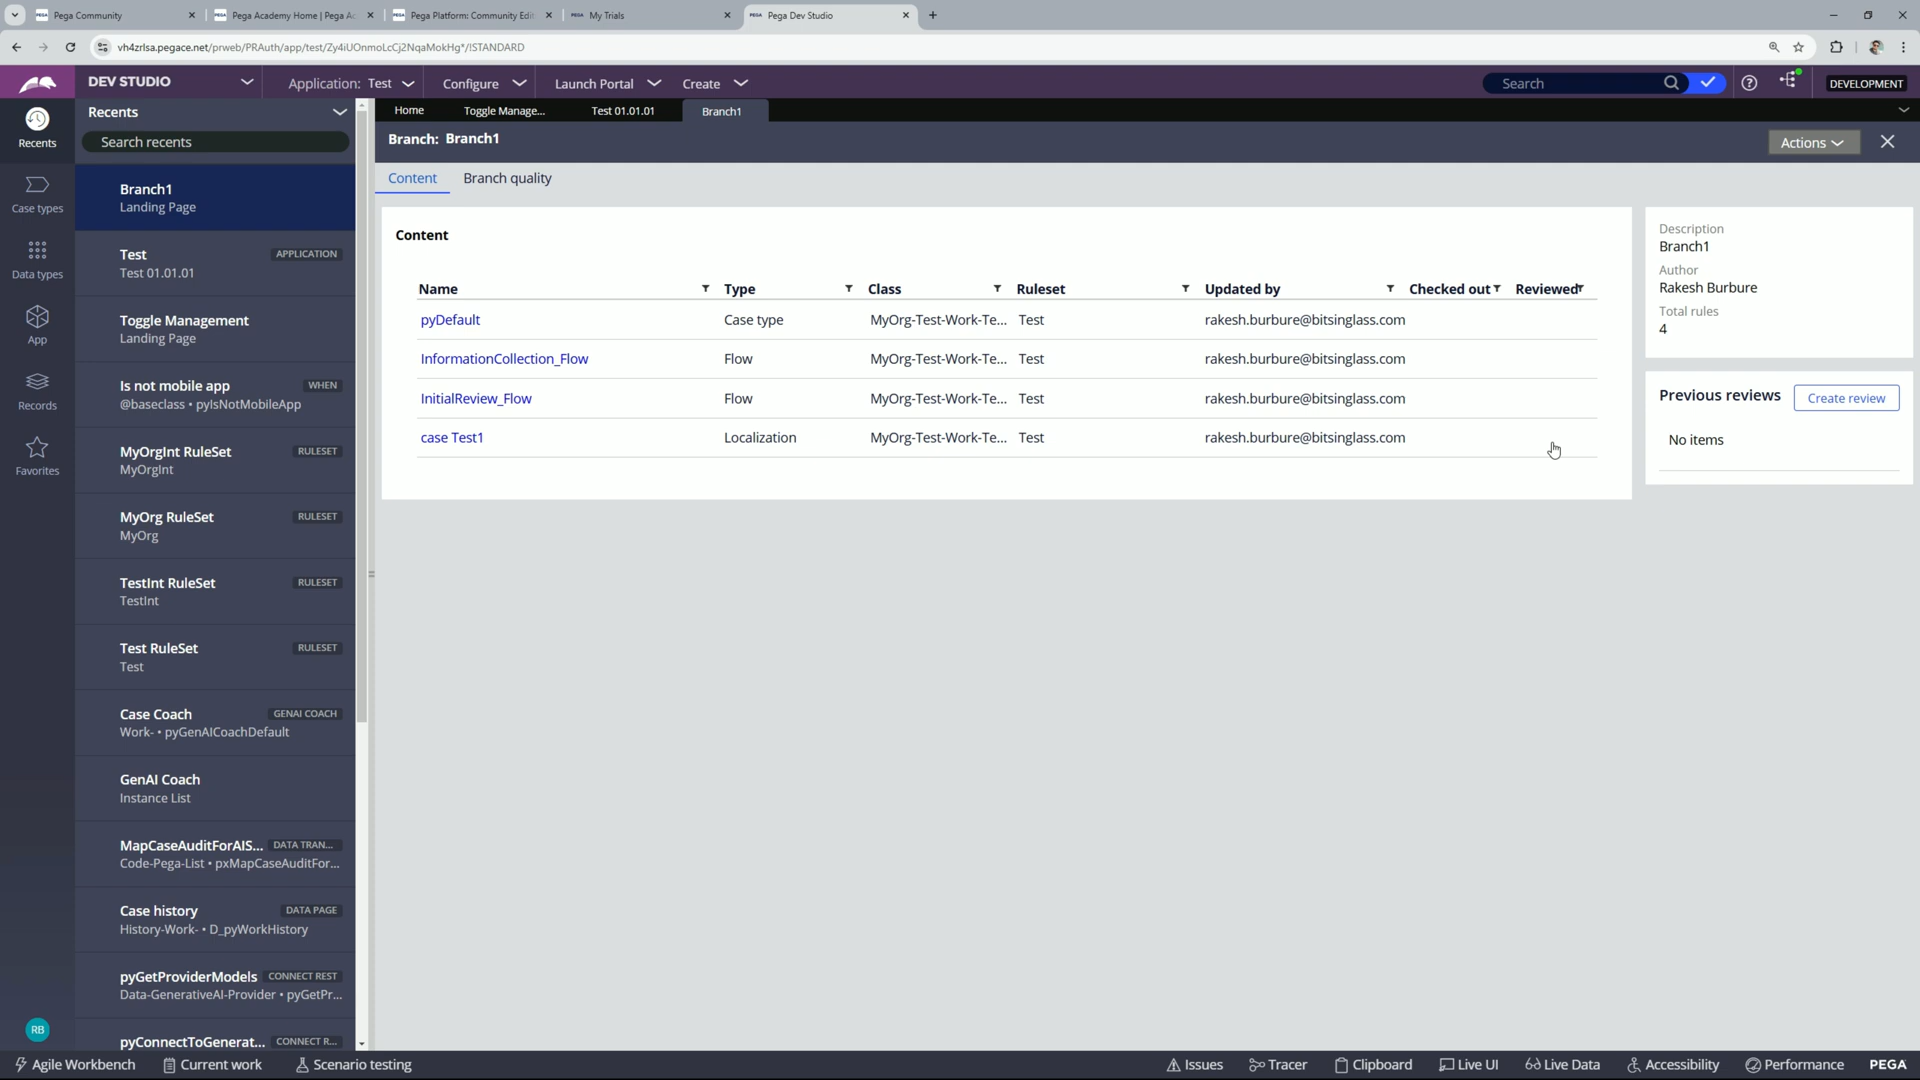 Pega Community
Pega Academy Home | Pega Ac
Pega Platform: Community Edit
My Trials
Pega Dev Studio
vh4zrlsa.pegace.net/prweb/PRAuth/app/test/Zy4iUOnmoLcCj2NqaMokHg*/!STANDARD
DEV STUDIO
Application: Test
Configure
Launch Portal
Create
Search
DEVELOPMENT
Recents
Case types
Data types
App
Records
Favorites
RB
Recents
Search recents
Branch1
Landing Page
Test APPLICATION
Test 01.01.01
Toggle Management
Landing Page
Is not mobile app WHEN
@baseclass • pyIsNotMobileApp
MyOrgInt RuleSet RULESET
MyOrgInt
MyOrg RuleSet RULESET
MyOrg
TestInt RuleSet RULESET
TestInt
Test RuleSet RULESET
Test
Case Coach GENAI COACH
Work- • pyGenAICoachDefault
GenAI Coach
Instance List
MapCaseAuditForAIS... DATA TRAN...
Code-Pega-List • pxMapCaseAuditFor...
Case history DATA PAGE
History-Work- • D_pyWorkHistory
pyGetProviderModels CONNECT REST
Data-GenerativeAI-Provider • pyGetPr...
pyConnectToGenerat... CONNECT R...
Home
Toggle Manage...
Test 01.01.01
Branch1
Branch: Branch1
Actions
Content
Branch quality
Content
Name Type Class Ruleset Updated by Checked out Reviewed
pyDefault Case type MyOrg-Test-Work-Te... Test rakesh.burbure@bitsinglass.com
InformationCollection_Flow Flow MyOrg-Test-Work-Te... Test rakesh.burbure@bitsinglass.com
InitialReview_Flow Flow MyOrg-Test-Work-Te... Test rakesh.burbure@bitsinglass.com
case Test1 Localization MyOrg-Test-Work-Te... Test rakesh.burbure@bitsinglass.com
Description
Branch1
Author
Rakesh Burbure
Total rules
4
Previous reviews
Create review
No items
Agile Workbench
Current work
Scenario testing
Issues
Tracer
Clipboard
Live UI
Live Data
Accessibility
Performance
PEGA